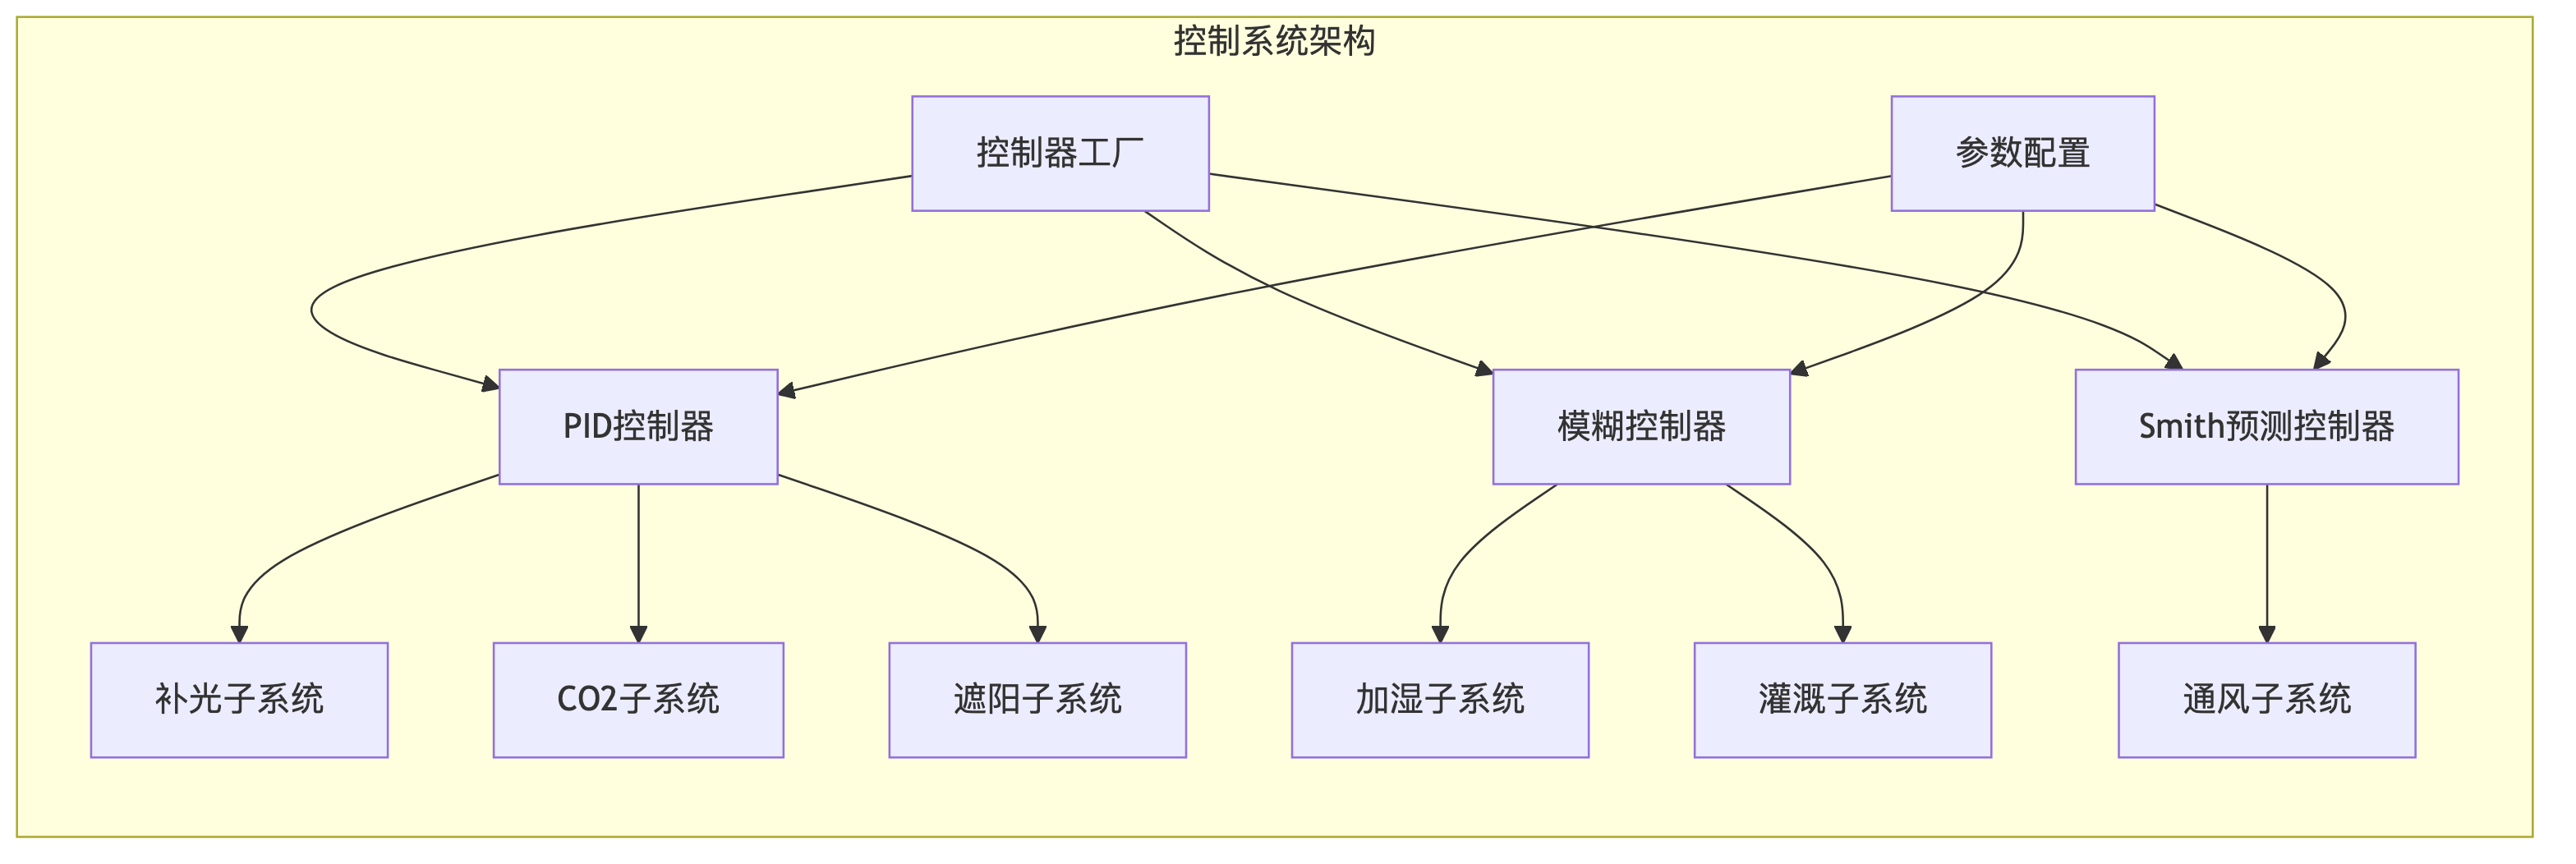 控制系统架构
控制器工厂
参数配置
PID控制器
模糊控制器
Smith预测控制器
补光子系统
CO2子系统
遮阳子系统
加湿子系统
灌溉子系统
通风子系统